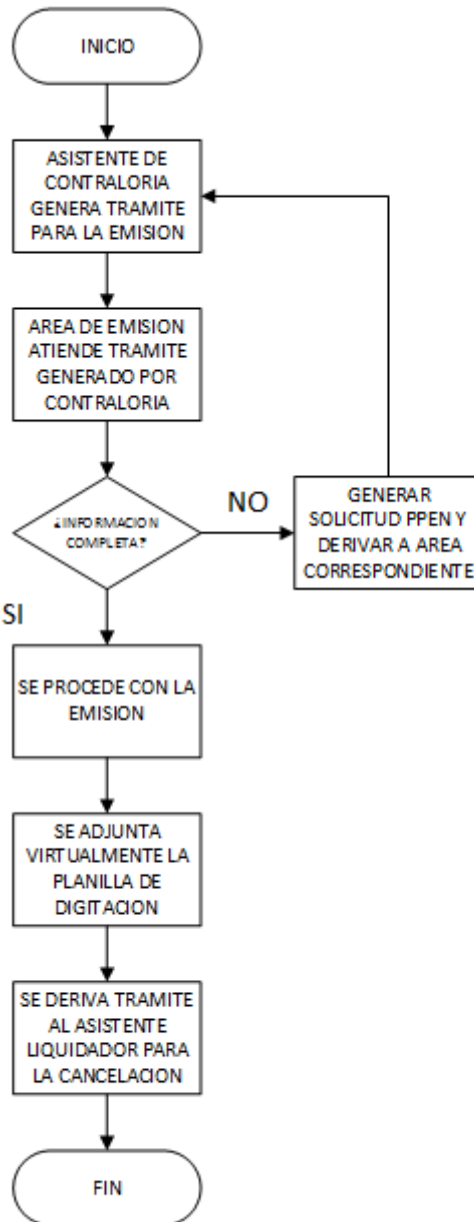 INICIO
ASISTENTE DE
CONTRALORIA
GENERA TRAMITE
PARA LA EMISION
AREA DE EMISION
ATIENDE TRAMITE
GENERADO POR
CONTRALORIA
¿INFORMACION
COMPLETA?
NO
GENERAR
SOLICITUD PPEN Y
DERIVAR A AREA
CORRESPONDIENTE
SI
SE PROCEDE CON LA
EMISION
SE ADJUNTA
VIRTUALMENTE LA
PLANILLA DE
DIGITACION
SE DERIVA TRAMITE
AL ASISTENTE
LIQUIDADOR PARA
LA CANCELACION
FIN